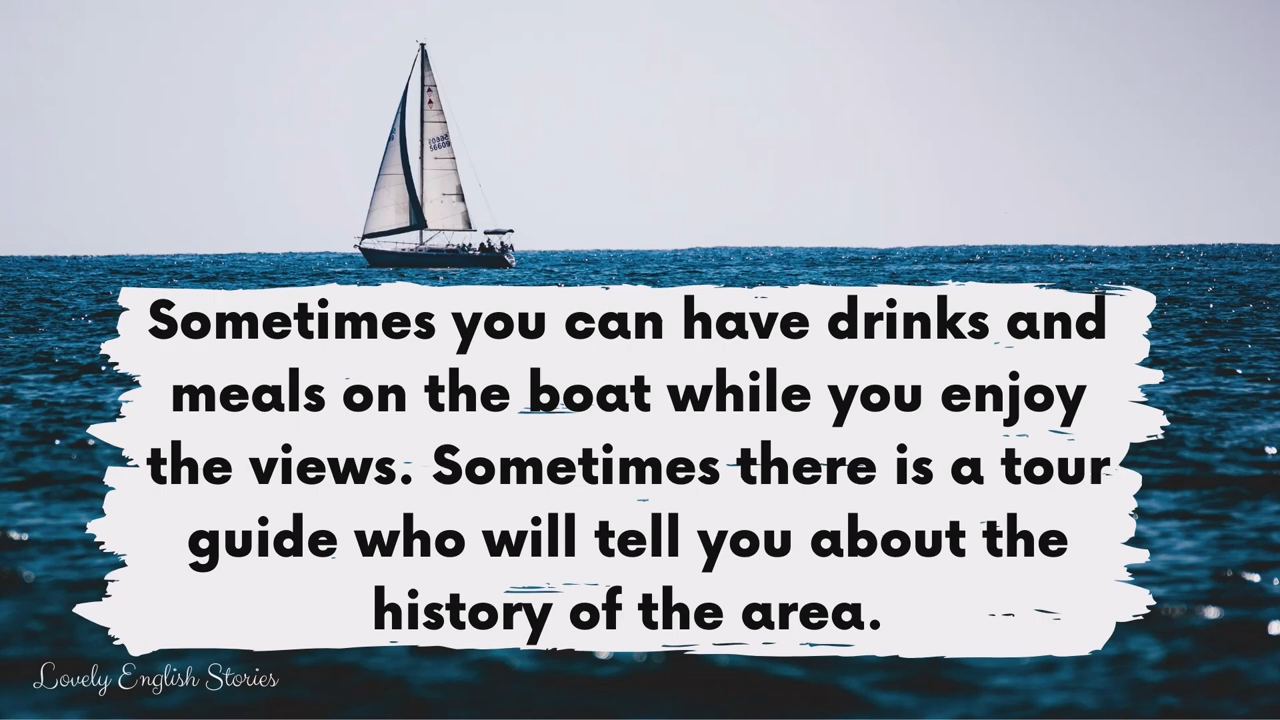 Sometimes you can have drinks and
meals on the boat while you enjoy
the views. Sometimes there is a tour
guide who will tell you about the
history of the area.
Lovely English Stories